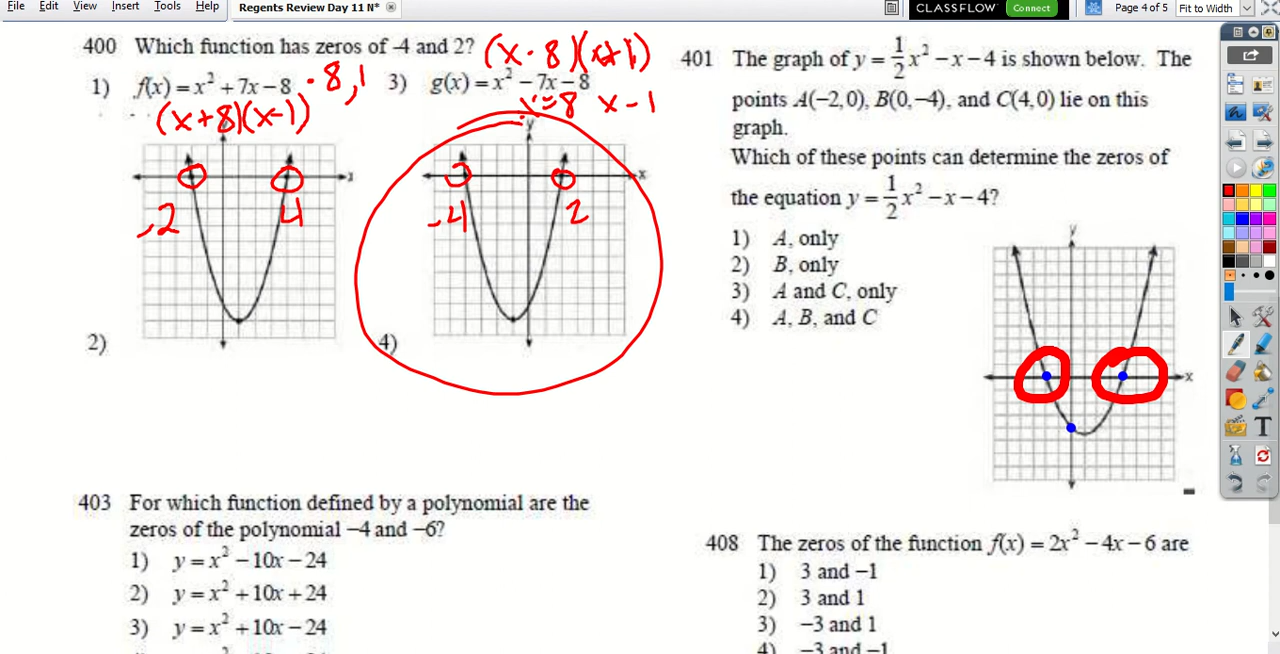 File Edit View Insert Tools Help Regents Review Day 11 N*
CLASSFLOW Connect Page 4 of 5 Fit to Width
400 Which function has zeros of -4 and 2? (x-8)(x+1)
1) f(x) = x² + 7x − 8 -8,1 3) g(x) = x² − 7x − 8
(x+8)(x-1) x=8 x-1
y
y
x
x
-2 4 -4 2
2) 4)
401 The graph of y = 1/2x² − x − 4 is shown below. The
points A(−2,0), B(0,−4), and C(4,0) lie on this
graph.
Which of these points can determine the zeros of
the equation y = 1/2x² − x − 4?
1) A, only
2) B, only
3) A and C, only
4) A, B, and C
y
x
403 For which function defined by a polynomial are the
zeros of the polynomial −4 and −6?
1) y = x² − 10x − 24
2) y = x² + 10x + 24
3) y = x² + 10x − 24
408 The zeros of the function f(x) = 2x² − 4x − 6 are
1) 3 and −1
2) 3 and 1
3) −3 and 1
4) −3 and −1
T